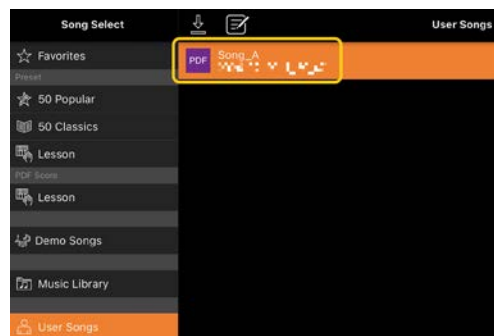 Song Select
User Songs
Favorites
PDF
Song_A
Preset
50 Popular
50 Classics
Lesson
PDF Score
Lesson
Demo Songs
Music Library
User Songs